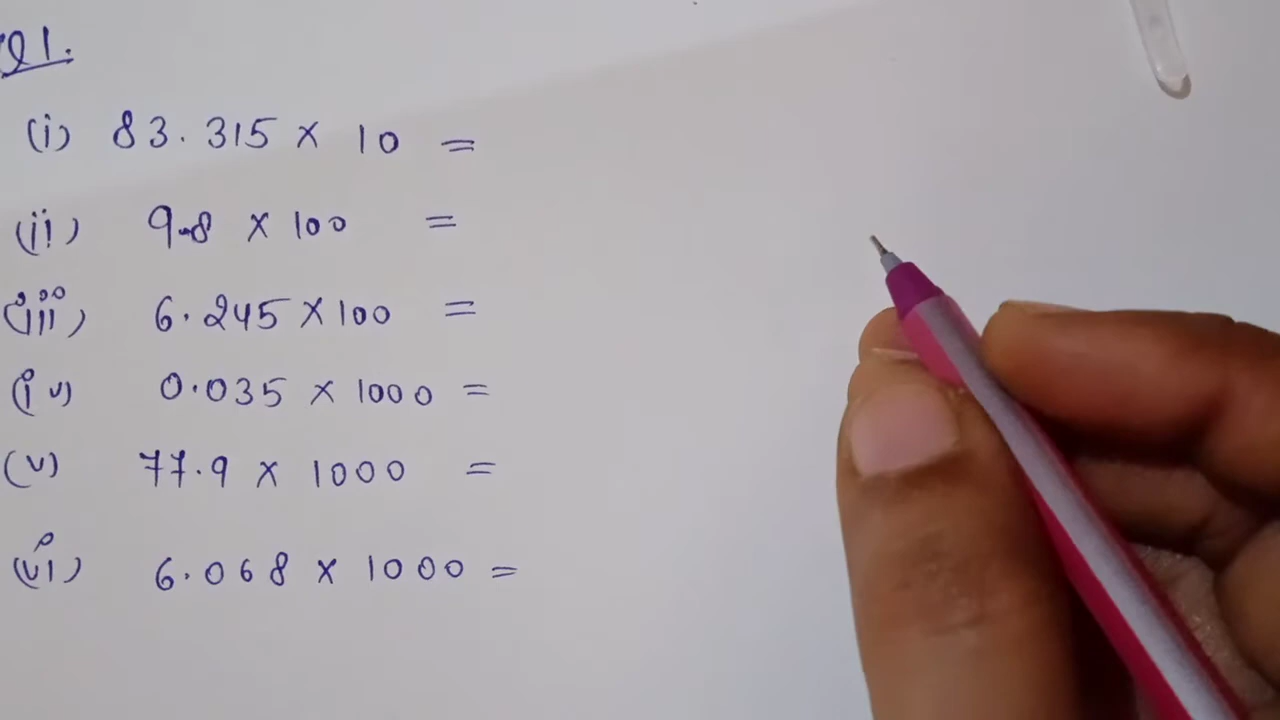 Q1.
(i) 83.315 × 10 =
(ii) 9.8 × 100 =
(iii) 6.245 × 100 =
(iv) 0.035 × 1000 =
(v) 77.9 × 1000 =
(vi) 6.068 × 1000 =